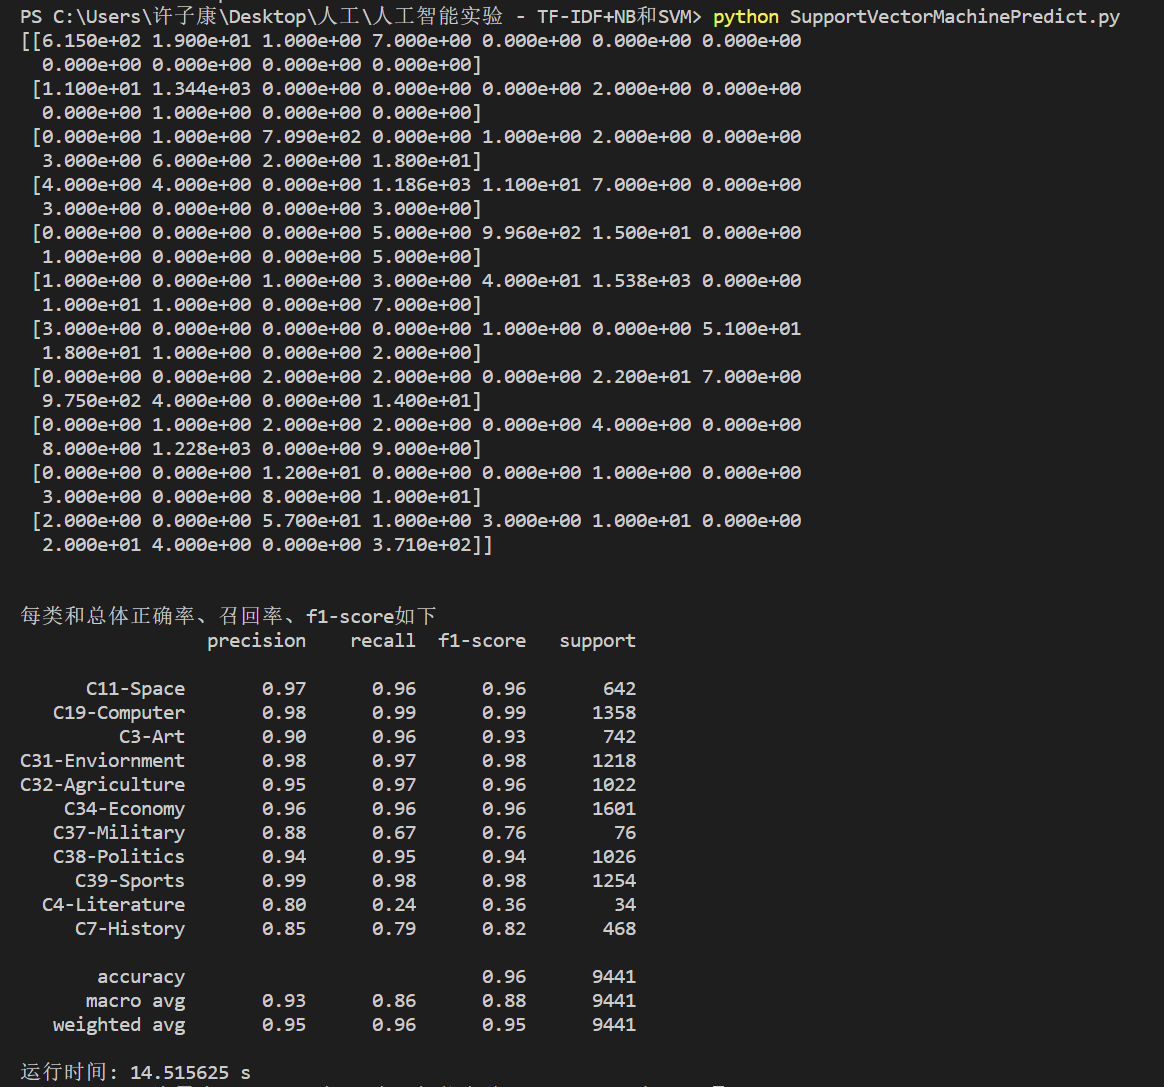 PS C:\Users\许子康\Desktop\人工\人工智能实验 - TF-IDF+NB和SVM> python SupportVectorMachinePredict.py
[[6.150e+02 1.900e+01 1.000e+00 7.000e+00 0.000e+00 0.000e+00 0.000e+00
0.000e+00 0.000e+00 0.000e+00 0.000e+00]
[1.100e+01 1.344e+03 0.000e+00 0.000e+00 0.000e+00 2.000e+00 0.000e+00
0.000e+00 1.000e+00 0.000e+00 0.000e+00]
[0.000e+00 1.000e+00 7.090e+02 0.000e+00 1.000e+00 2.000e+00 0.000e+00
3.000e+00 6.000e+00 2.000e+00 1.800e+01]
[4.000e+00 4.000e+00 0.000e+00 1.186e+03 1.100e+01 7.000e+00 0.000e+00
3.000e+00 0.000e+00 0.000e+00 3.000e+00]
[0.000e+00 0.000e+00 0.000e+00 5.000e+00 9.960e+02 1.500e+01 0.000e+00
1.000e+00 0.000e+00 0.000e+00 5.000e+00]
[1.000e+00 0.000e+00 1.000e+00 3.000e+00 4.000e+01 1.538e+03 0.000e+00
1.000e+01 1.000e+00 0.000e+00 7.000e+00]
[3.000e+00 0.000e+00 0.000e+00 0.000e+00 1.000e+00 0.000e+00 5.100e+01
1.800e+01 1.000e+00 0.000e+00 2.000e+00]
[0.000e+00 0.000e+00 2.000e+00 2.000e+00 0.000e+00 2.200e+01 7.000e+00
9.750e+02 4.000e+00 0.000e+00 1.400e+01]
[0.000e+00 1.000e+00 2.000e+00 2.000e+00 0.000e+00 4.000e+00 0.000e+00
8.000e+00 1.228e+03 0.000e+00 9.000e+00]
[0.000e+00 0.000e+00 1.200e+01 0.000e+00 0.000e+00 1.000e+00 0.000e+00
3.000e+00 0.000e+00 8.000e+00 1.000e+01]
[2.000e+00 0.000e+00 5.700e+01 1.000e+00 3.000e+00 1.000e+01 0.000e+00
2.000e+01 4.000e+00 0.000e+00 3.710e+02]]
每类和总体正确率、召回率、f1-score如下
precision recall f1-score support
C11-Space 0.97 0.96 0.96 642
C19-Computer 0.98 0.99 0.99 1358
C3-Art 0.90 0.96 0.93 742
C31-Enviornment 0.98 0.97 0.98 1218
C32-Agriculture 0.95 0.97 0.96 1022
C34-Economy 0.96 0.96 0.96 1601
C37-Military 0.88 0.67 0.76 76
C38-Politics 0.94 0.95 0.94 1026
C39-Sports 0.99 0.98 0.98 1254
C4-Literature 0.80 0.24 0.36 34
C7-History 0.85 0.79 0.82 468
accuracy 0.96 9441
macro avg 0.93 0.86 0.88 9441
weighted avg 0.95 0.96 0.95 9441
运行时间: 14.515625 s